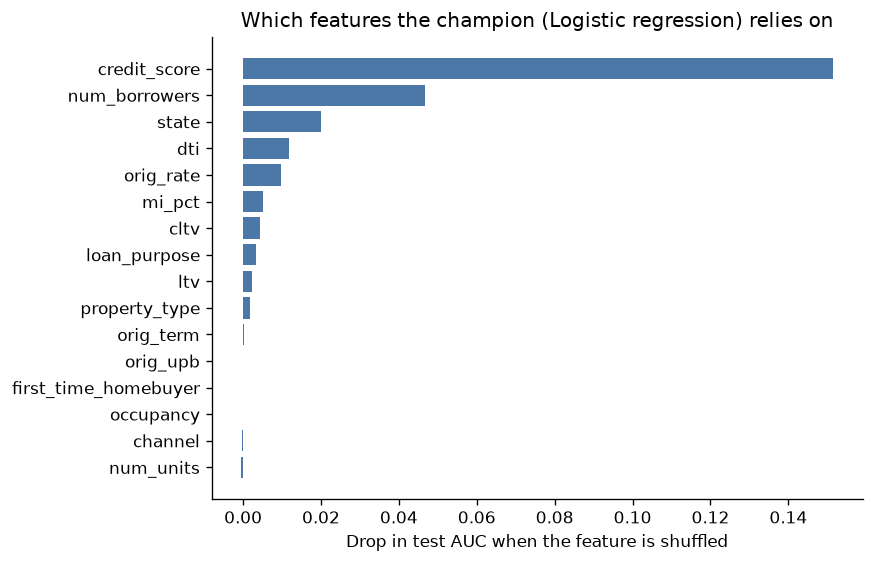 Which features the champion (Logistic regression) relies on
credit_score
num_borrowers
state
dti
orig_rate
mi_pct
cltv
loan_purpose
ltv
property_type
orig_term
orig_upb
first_time_homebuyer
occupancy
channel
num_units
0.00 0.02 0.04 0.06 0.08 0.10 0.12 0.14
Drop in test AUC when the feature is shuffled